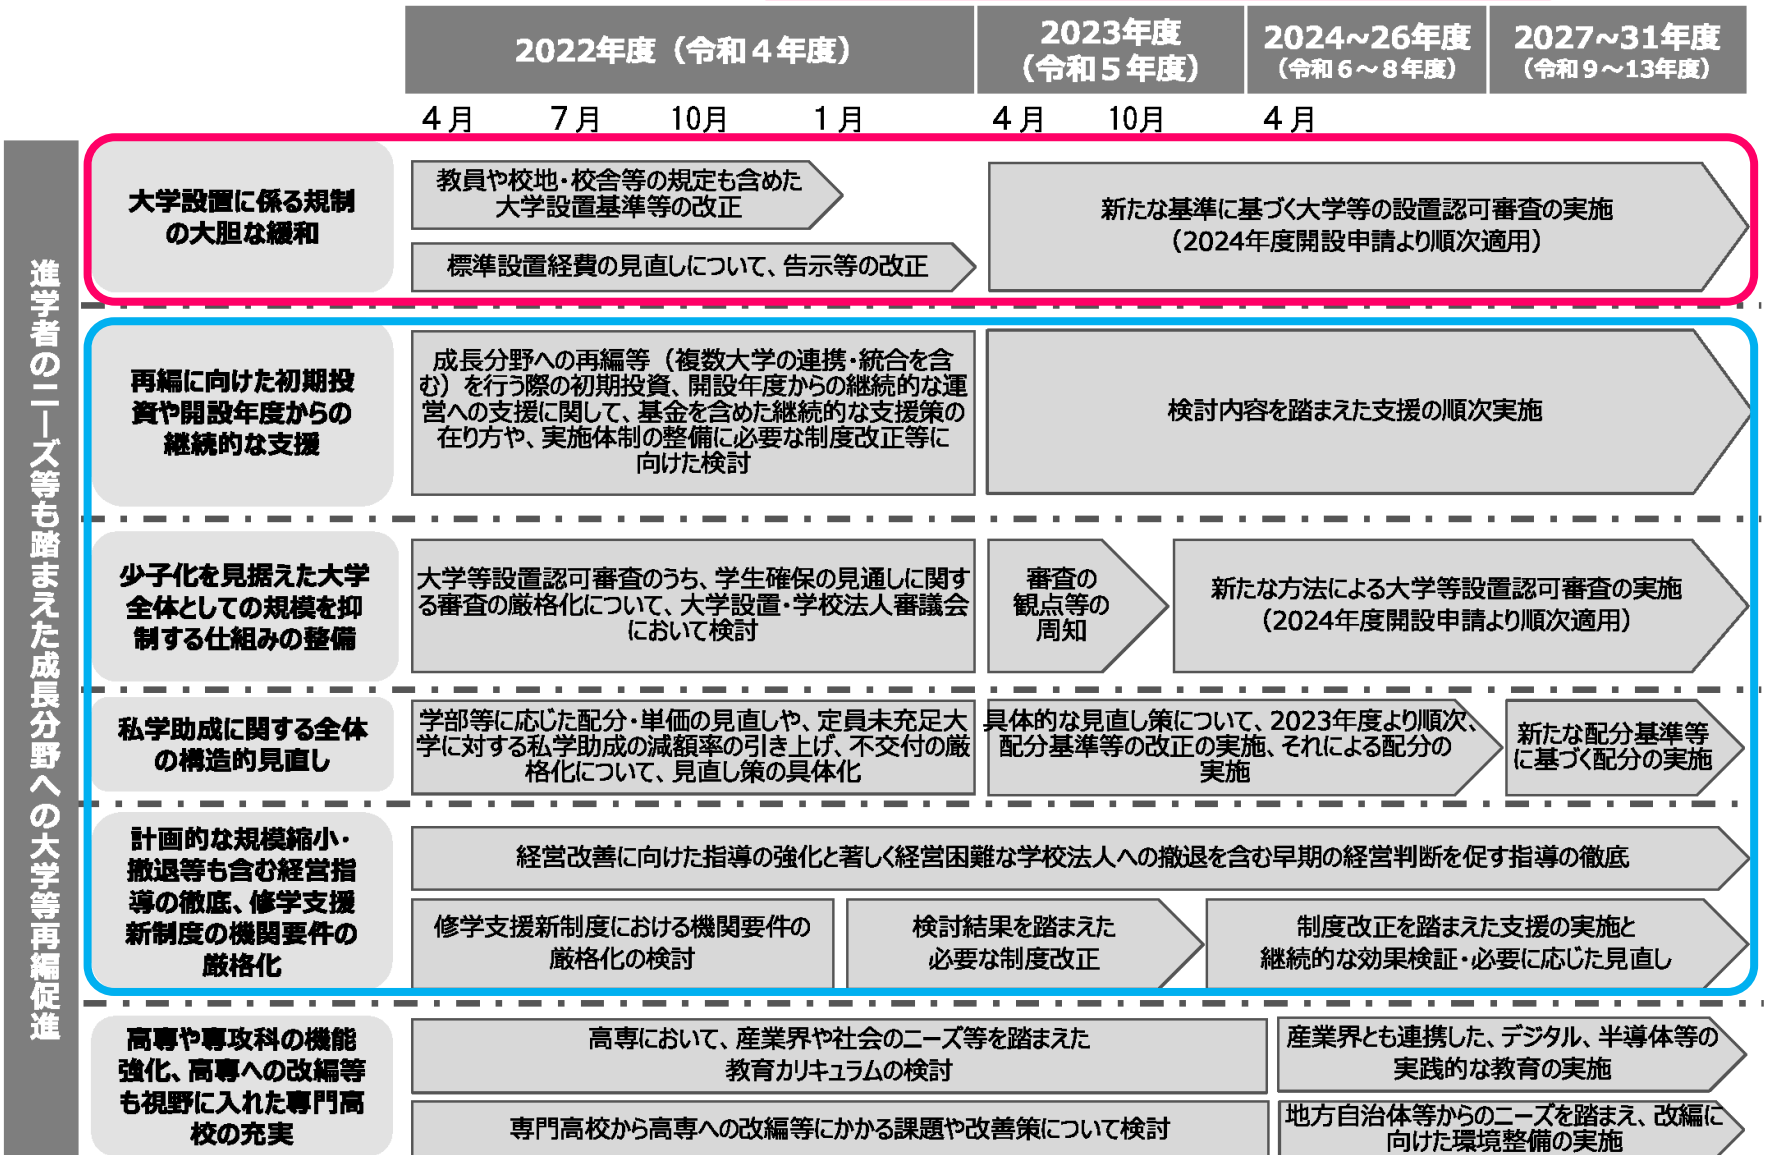 2022年度（令和４年度）
2023年度
（令和５年度）
2024~26年度
（令和６～８年度）
2027~31年度
（令和９～13年度）
４月
７月
10月
１月
４月
10月
４月
進学者のニーズ等も踏まえた成長分野への大学等再編促進
大学設置に係る規制
の大胆な緩和
教員や校地・校舎等の規定も含めた
大学設置基準等の改正
標準設置経費の見直しについて、告示等の改正
新たな基準に基づく大学等の設置認可審査の実施
（2024年度開設申請より順次適用）
再編に向けた初期投
資や開設年度からの
継続的な支援
成長分野への再編等（複数大学の連携・統合を含
む）を行う際の初期投資、開設年度からの継続的な運
営への支援に関して、基金を含めた継続的な支援策の
在り方や、実施体制の整備に必要な制度改正等に
向けた検討
検討内容を踏まえた支援の順次実施
少子化を見据えた大学
全体としての規模を抑
制する仕組みの整備
大学等設置認可審査のうち、学生確保の見通しに関す
る審査の厳格化について、大学設置・学校法人審議会
において検討
審査の
観点等の
周知
新たな方法による大学等設置認可審査の実施
（2024年度開設申請より順次適用）
私学助成に関する全体
の構造的見直し
学部等に応じた配分・単価の見直しや、定員未充足大
学に対する私学助成の減額率の引き上げ、不交付の厳
格化について、見直し策の具体化
具体的な見直し策について、2023年度より順次、
配分基準等の改正の実施、それによる配分の
実施
新たな配分基準等
に基づく配分の実施
計画的な規模縮小・
撤退等も含む経営指
導の徹底、修学支援
新制度の機関要件の
厳格化
経営改善に向けた指導の強化と著しく経営困難な学校法人への撤退を含む早期の経営判断を促す指導の徹底
修学支援新制度における機関要件の
厳格化の検討
検討結果を踏まえた
必要な制度改正
制度改正を踏まえた支援の実施と
継続的な効果検証・必要に応じた見直し
高専や専攻科の機能
強化、高専への改編等
も視野に入れた専門高
校の充実
高専において、産業界や社会のニーズ等を踏まえた
教育カリキュラムの検討
産業界とも連携した、デジタル、半導体等の
実践的な教育の実施
専門高校から高専への改編等にかかる課題や改善策について検討
地方自治体等からのニーズを踏まえ、改編に
向けた環境整備の実施